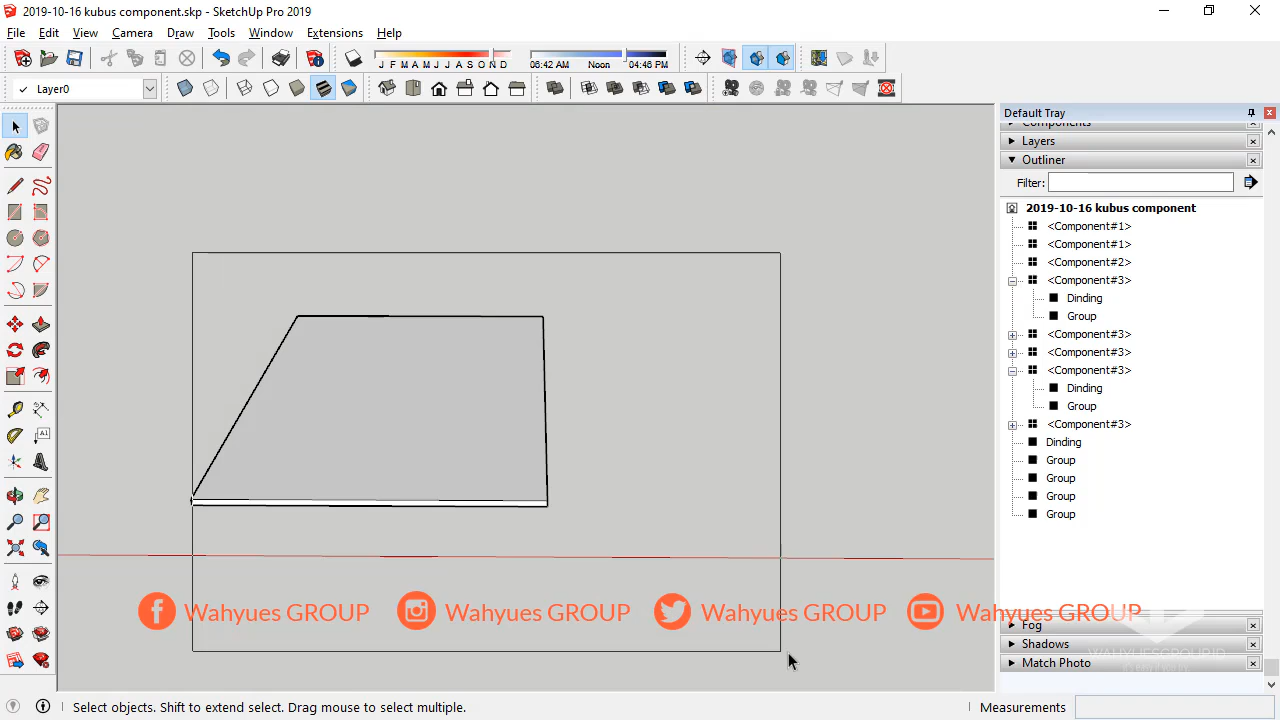 2019-10-16 kubus component.skp - SketchUp Pro 2019
File Edit View Camera Draw Tools Window Extensions Help
J F M A M J J A S O N D
06:42 AM Noon 04:46 PM
Layer0
Default Tray
Components
Layers
Outliner
Filter:
2019-10-16 kubus component
<Component#1>
<Component#1>
<Component#2>
<Component#3>
Dinding
Group
<Component#3>
<Component#3>
<Component#3>
Dinding
Group
<Component#3>
Dinding
Group
Group
Group
Group
A1
Wahyues GROUP Wahyues GROUP Wahyues GROUP Wahyues GROUP
Fog
Shadows
Match Photo
Select objects. Shift to extend select. Drag mouse to select multiple.
Measurements